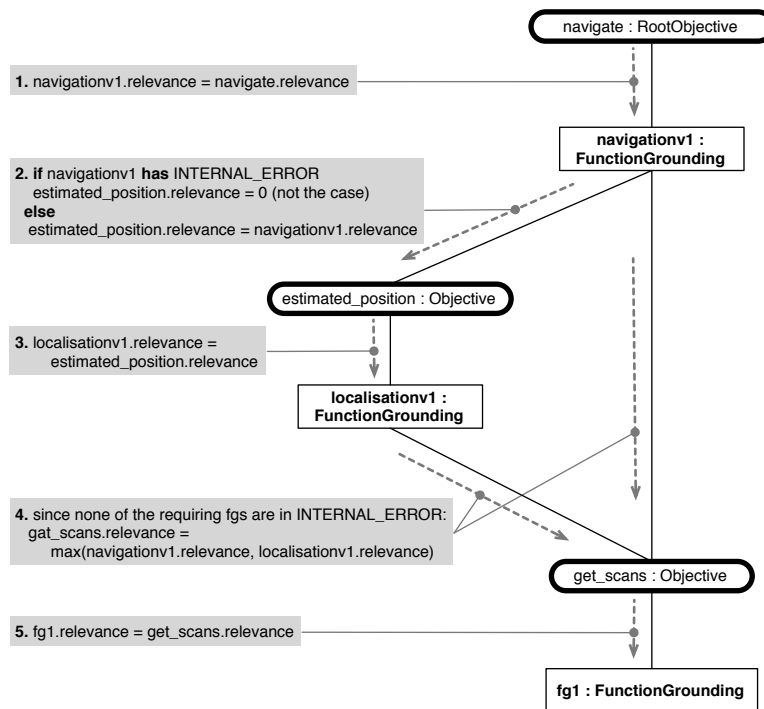 navigate : RootObjective
1. navigationv1.relevance = navigate.relevance
navigationv1 :
FunctionGrounding
2. if navigationv1 has INTERNAL_ERROR
estimated_position.relevance = 0 (not the case)
else
estimated_position.relevance = navigationv1.relevance
estimated_position : Objective
3. localisationv1.relevance =
estimated_position.relevance
localisationv1 :
FunctionGrounding
4. since none of the requiring fgs are in INTERNAL_ERROR:
gat_scans.relevance =
max(navigationv1.relevance, localisationv1.relevance)
get_scans : Objective
5. fg1.relevance = get_scans.relevance
fg1 : FunctionGrounding